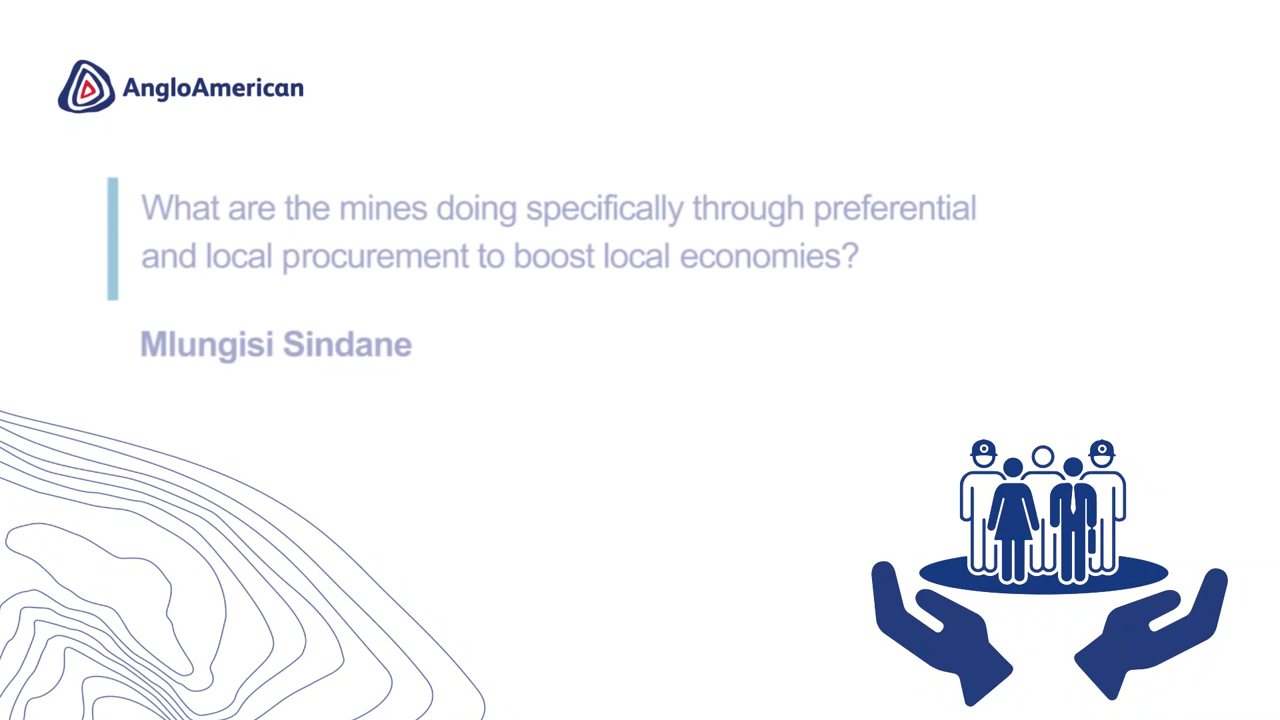 AngloAmerican
What are the mines doing specifically through preferential
and local procurement to boost local economies?
Mlungisi Sindane